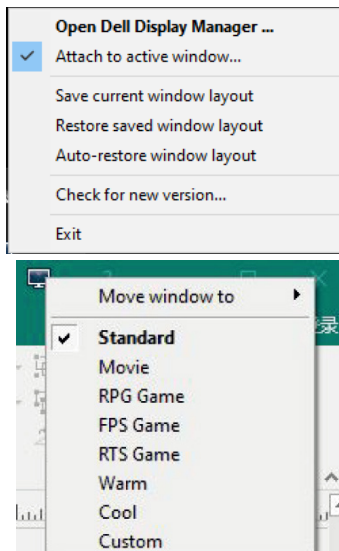 Open Dell Display Manager ...
Attach to active window...
Save current window layout
Restore saved window layout
Auto-restore window layout
Check for new version...
Exit
Move window to
Standard
录
Movie
RPG Game
FPS Game
RTS Game
Warm
Cool
Custom